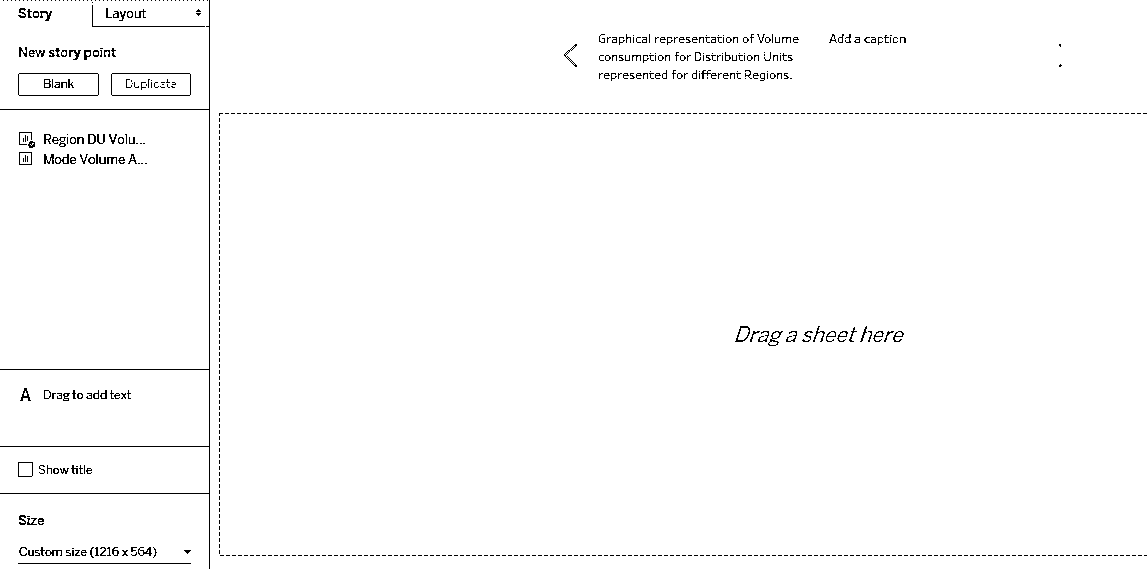 Story
Layout
New story point
Blank
Duplicate
Region DU Volu...
Mode Volume A...
A Drag to add text
Show title
Size
Custom size (1216 x 564)
Graphical representation of Volume
consumption for Distribution Units
represented for different Regions.
Add a caption
Drag a sheet here